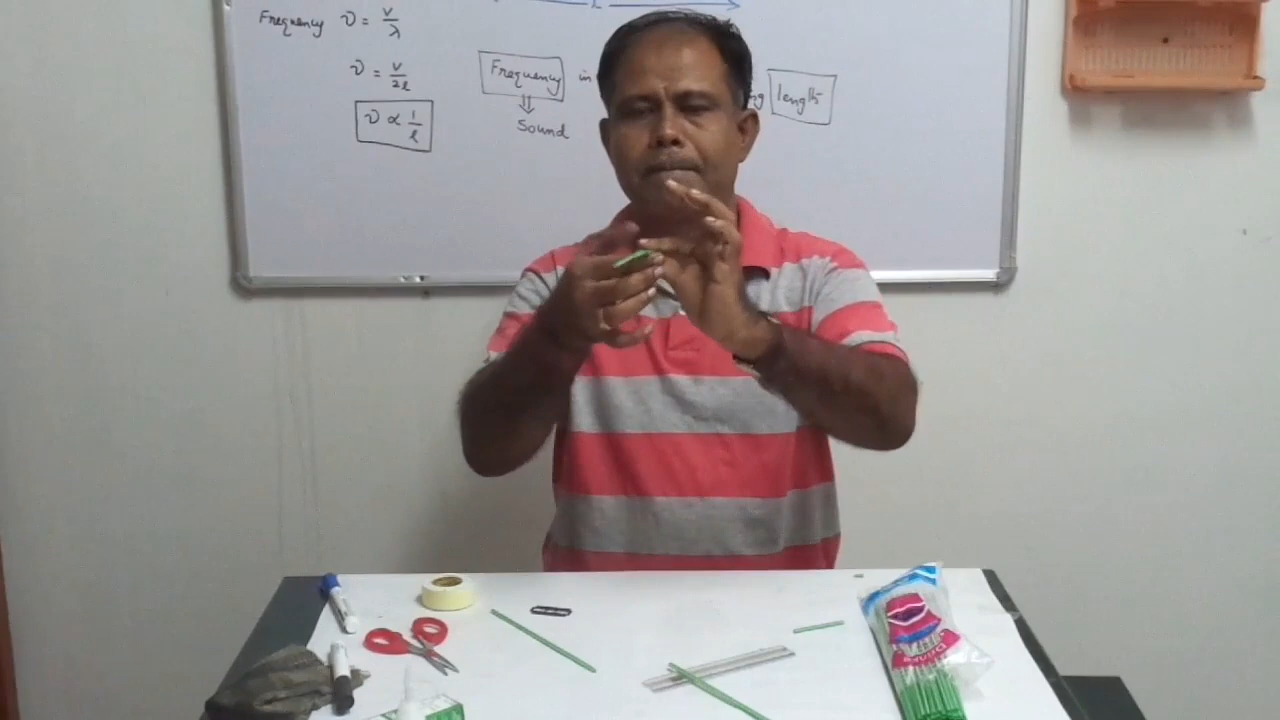 Frequency ν = v/λ
ν = v/2l
ν ∝ 1/l
Frequency in
length
Sound